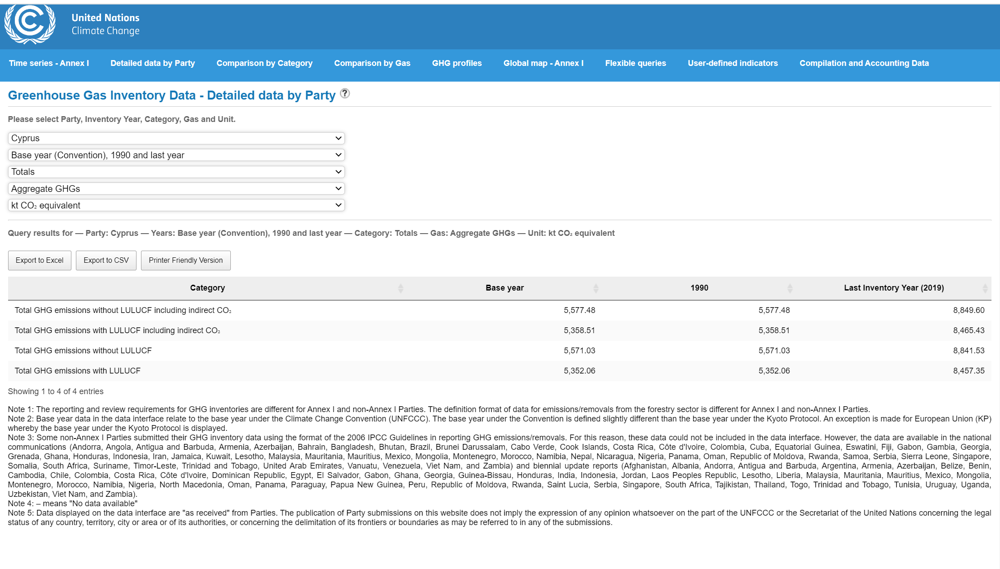 United Nations
Climate Change
Time series - Annex I Detailed data by Party Comparison by Category Comparison by Gas GHG profiles Global map - Annex I Flexible queries User-defined indicators Compilation and Accounting Data
Greenhouse Gas Inventory Data - Detailed data by Party ?
Please select Party, Inventory Year, Category, Gas and Unit.
Cyprus
Base year (Convention), 1990 and last year
Totals
Aggregate GHGs
kt CO₂ equivalent
Query results for — Party: Cyprus — Years: Base year (Convention), 1990 and last year — Category: Totals — Gas: Aggregate GHGs — Unit: kt CO₂ equivalent
Export to Excel Export to CSV Printer Friendly Version
Category Base year 1990 Last Inventory Year (2019)
Total GHG emissions without LULUCF including indirect CO₂ 5,577.48 5,577.48 8,849.60
Total GHG emissions with LULUCF including indirect CO₂ 5,358.51 5,358.51 8,465.43
Total GHG emissions without LULUCF 5,571.03 5,571.03 8,841.53
Total GHG emissions with LULUCF 5,352.06 5,352.06 8,457.35
Showing 1 to 4 of 4 entries
Note 1: The reporting and review requirements for GHG inventories are different for Annex I and non-Annex I Parties. The definition format of data for emissions/removals from the forestry sector is different for Annex I and non-Annex I Parties.
Note 2: Base year data in the data interface relate to the base year under the Climate Change Convention (UNFCCC). The base year under the Convention is defined slightly different than the base year under the Kyoto Protocol. An exception is made for European Union (KP)
whereby the base year under the Kyoto Protocol is displayed.
Note 3: Some non-Annex I Parties submitted their GHG inventory data using the format of the 2006 IPCC Guidelines in reporting GHG emissions/removals. For this reason, these data could not be included in the data interface. However, the data are available in the national
communications (Andorra, Angola, Antigua and Barbuda, Armenia, Azerbaijan, Bahrain, Bangladesh, Bhutan, Brazil, Brunei Darussalam, Cabo Verde, Cook Islands, Costa Rica, Côte d'Ivoire, Colombia, Cuba, Equatorial Guinea, Eswatini, Fiji, Gabon, Gambia, Georgia,
Grenada, Ghana, Honduras, Indonesia, Iran, Jamaica, Kuwait, Lesotho, Malaysia, Mauritania, Mauritius, Mexico, Mongolia, Montenegro, Morocco, Namibia, Nepal, Nicaragua, Nigeria, Panama, Oman, Republic of Moldova, Rwanda, Samoa, Serbia, Sierra Leone, Singapore,
Somalia, South Africa, Suriname, Timor-Leste, Trinidad and Tobago, United Arab Emirates, Vanuatu, Venezuela, Viet Nam, and Zambia) and biennial update reports (Afghanistan, Albania, Andorra, Antigua and Barbuda, Argentina, Armenia, Azerbaijan, Belize, Benin,
Cambodia, Chile, Colombia, Costa Rica, Côte d'Ivoire, Dominican Republic, Egypt, El Salvador, Gabon, Ghana, Georgia, Guinea-Bissau, Honduras, India, Indonesia, Jordan, Laos Peoples Republic, Lesotho, Liberia, Malaysia, Mauritania, Mauritius, Mexico, Mongolia,
Montenegro, Morocco, Namibia, Nigeria, North Macedonia, Oman, Panama, Paraguay, Papua New Guinea, Peru, Republic of Moldova, Rwanda, Saint Lucia, Serbia, Singapore, South Africa, Tajikistan, Thailand, Togo, Trinidad and Tobago, Tunisia, Uruguay, Uganda,
Uzbekistan, Viet Nam, and Zambia).
Note 4: – means "No data available"
Note 5: Data displayed on the data interface are "as received" from Parties. The publication of Party submissions on this website does not imply the expression of any opinion whatsoever on the part of the UNFCCC or the Secretariat of the United Nations concerning the legal
status of any country, territory, city or area or of its authorities, or concerning the delimitation of its frontiers or boundaries as may be referred to in any of the submissions.